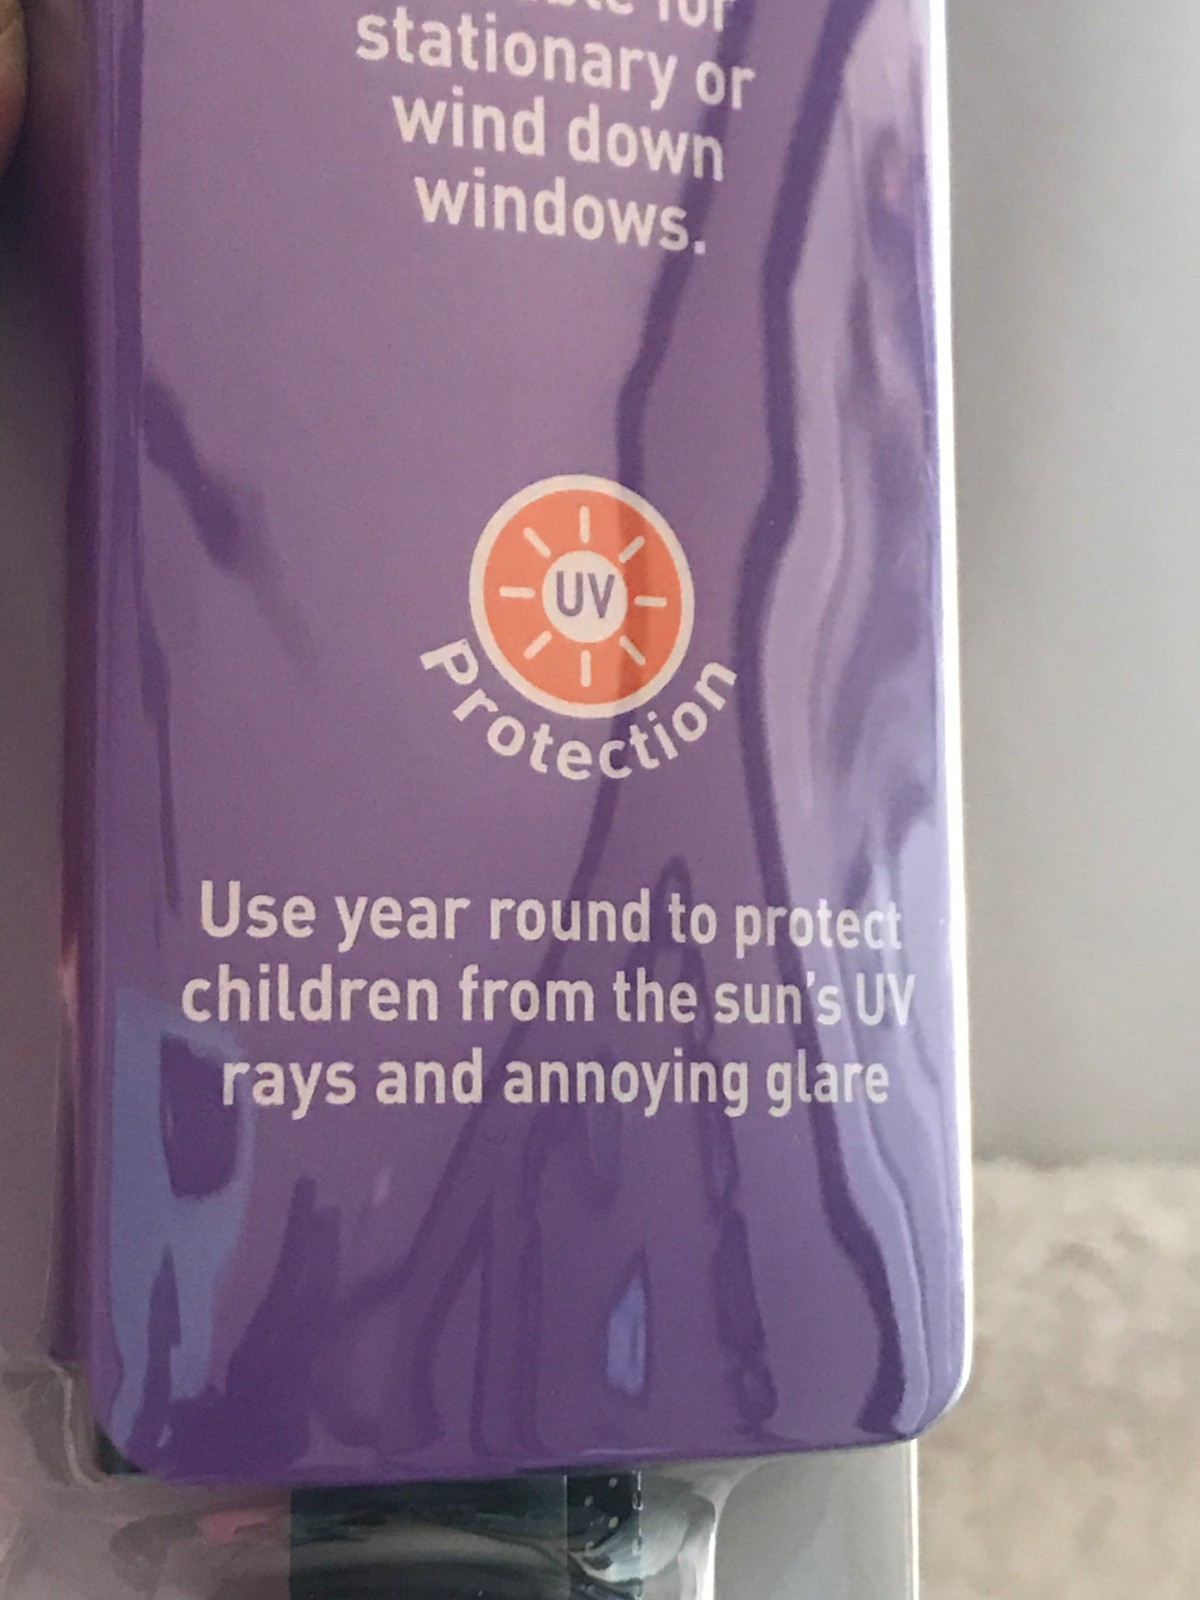 for
stationary or
wind down
windows.
UV
Protection
Use year round to protect
children from the sun's UV
rays and annoying glare